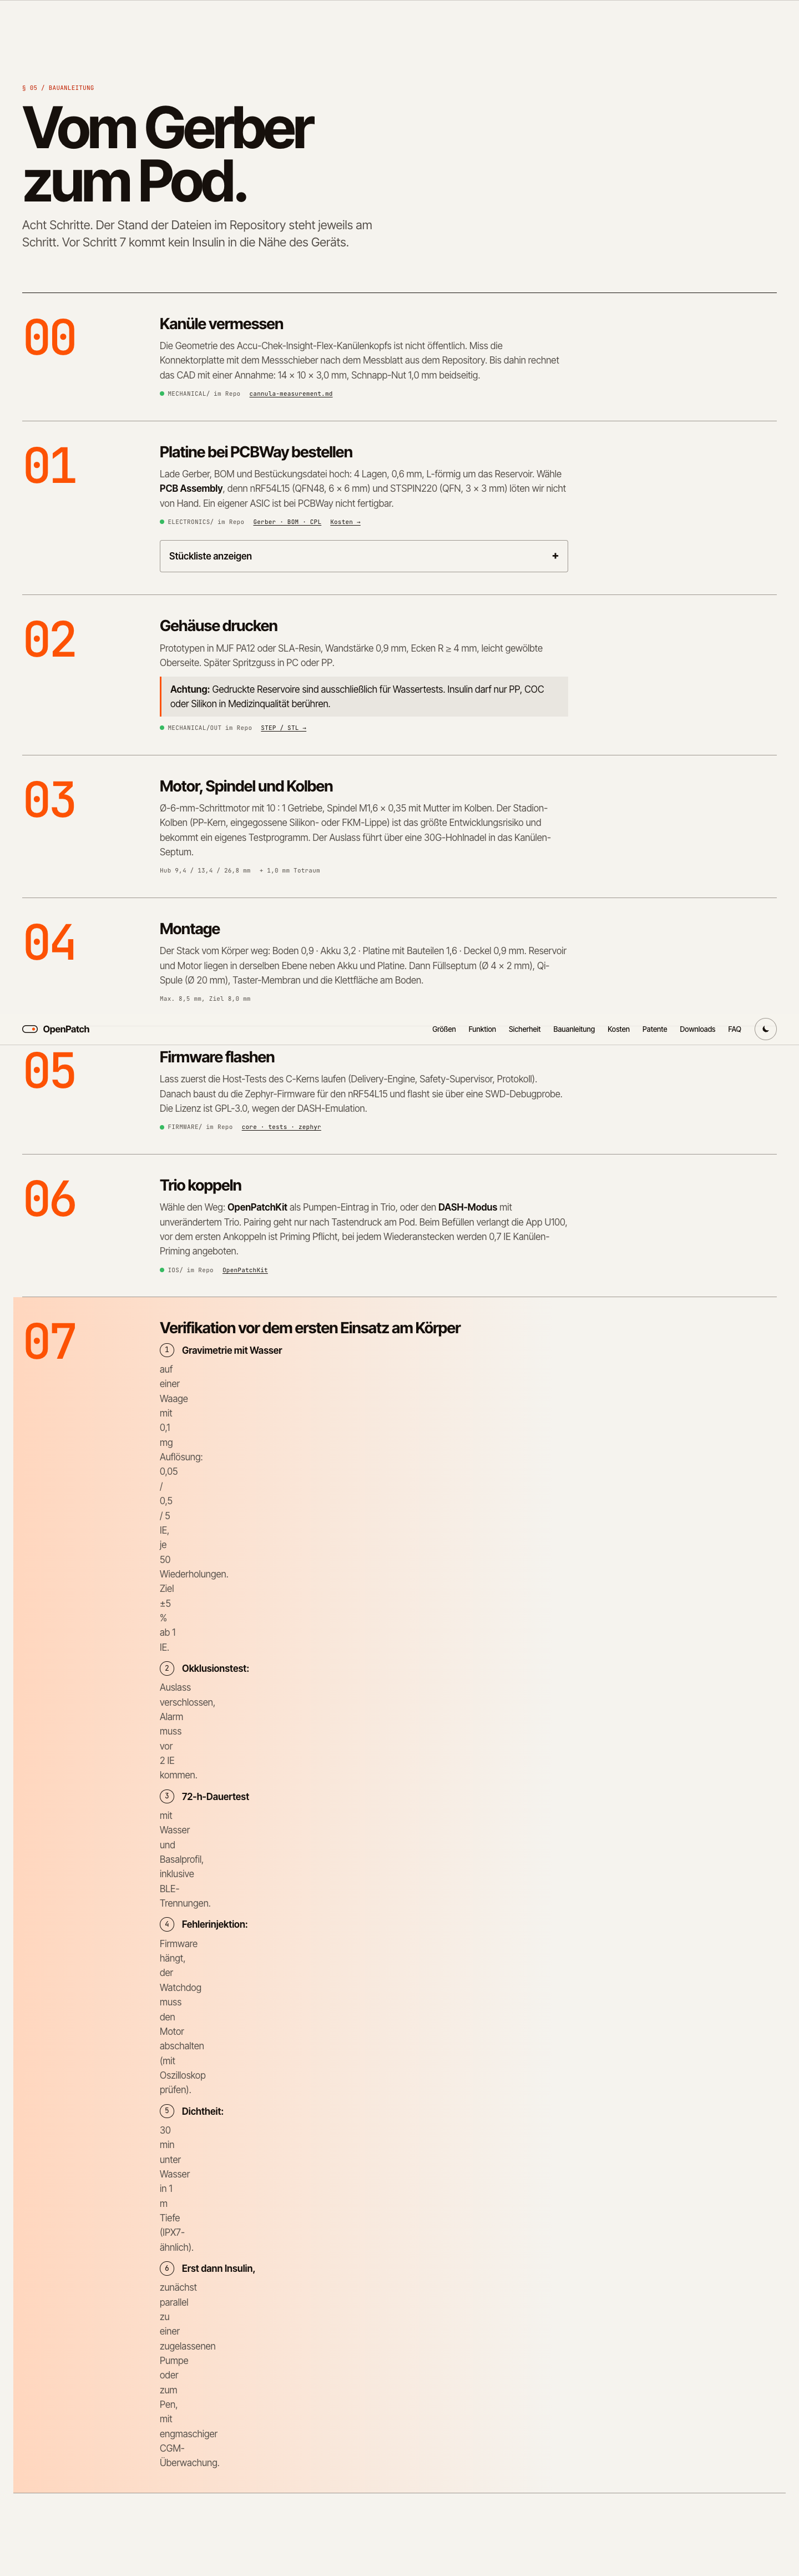 § 05 / BAUANLEITUNG
Vom Gerber
zum Pod.
Acht Schritte. Der Stand der Dateien im Repository steht jeweils am
Schritt. Vor Schritt 7 kommt kein Insulin in die Nähe des Geräts.
00
Kanüle vermessen
Die Geometrie des Accu-Chek-Insight-Flex-Kanülenkopfs ist nicht öffentlich. Miss die
Konnektorplatte mit dem Messschieber nach dem Messblatt aus dem Repository. Bis dahin rechnet
das CAD mit einer Annahme: 14 × 10 × 3,0 mm, Schnapp-Nut 1,0 mm beidseitig.
MECHANICAL/ im Repo cannula-measurement.md
01
Platine bei PCBWay bestellen
Lade Gerber, BOM und Bestückungsdatei hoch: 4 Lagen, 0,6 mm, L-förmig um das Reservoir. Wähle
PCB Assembly, denn nRF54L15 (QFN48, 6 × 6 mm) und STSPIN220 (QFN, 3 × 3 mm) löten wir nicht
von Hand. Ein eigener ASIC ist bei PCBWay nicht fertigbar.
ELECTRONICS/ im Repo Gerber · BOM · CPL Kosten →
Stückliste anzeigen +
02
Gehäuse drucken
Prototypen in MJF PA12 oder SLA-Resin, Wandstärke 0,9 mm, Ecken R ≥ 4 mm, leicht gewölbte
Oberseite. Später Spritzguss in PC oder PP.
Achtung: Gedruckte Reservoire sind ausschließlich für Wassertests. Insulin darf nur PP, COC
oder Silikon in Medizinqualität berühren.
MECHANICAL/OUT im Repo STEP / STL →
03
Motor, Spindel und Kolben
Ø-6-mm-Schrittmotor mit 10 : 1 Getriebe, Spindel M1,6 × 0,35 mit Mutter im Kolben. Der Stadion-
Kolben (PP-Kern, eingegossene Silikon- oder FKM-Lippe) ist das größte Entwicklungsrisiko und
bekommt ein eigenes Testprogramm. Der Auslass führt über eine 30G-Hohlnadel in das Kanülen-
Septum.
Hub 9,4 / 13,4 / 26,8 mm + 1,0 mm Totraum
04
Montage
Der Stack vom Körper weg: Boden 0,9 · Akku 3,2 · Platine mit Bauteilen 1,6 · Deckel 0,9 mm. Reservoir
und Motor liegen in derselben Ebene neben Akku und Platine. Dann Füllseptum (Ø 4 × 2 mm), Qi-
Spule (Ø 20 mm), Taster-Membran und die Klettfläche am Boden.
Max. 8,5 mm, Ziel 8,0 mm
OpenPatch Größen Funktion Sicherheit Bauanleitung Kosten Patente Downloads FAQ
05
Firmware flashen
Lass zuerst die Host-Tests des C-Kerns laufen (Delivery-Engine, Safety-Supervisor, Protokoll).
Danach baust du die Zephyr-Firmware für den nRF54L15 und flasht sie über eine SWD-Debugprobe.
Die Lizenz ist GPL-3.0, wegen der DASH-Emulation.
FIRMWARE/ im Repo core · tests · zephyr
06
Trio koppeln
Wähle den Weg: OpenPatchKit als Pumpen-Eintrag in Trio, oder den DASH-Modus mit
unverändertem Trio. Pairing geht nur nach Tastendruck am Pod. Beim Befüllen verlangt die App U100,
vor dem ersten Ankoppeln ist Priming Pflicht, bei jedem Wiederanstecken werden 0,7 IE Kanülen-
Priming angeboten.
IOS/ im Repo OpenPatchKit
07
Verifikation vor dem ersten Einsatz am Körper
1 Gravimetrie mit Wasser
auf
einer
Waage
mit
0,1
mg
Auflösung:
0,05
/
0,5
/ 5
IE,
je
50
Wiederholungen.
Ziel
±5
%
ab 1
IE.
2 Okklusionstest:
Auslass
verschlossen,
Alarm
muss
vor
2 IE
kommen.
3 72-h-Dauertest
mit
Wasser
und
Basalprofil,
inklusive
BLE-
Trennungen.
4 Fehlerinjektion:
Firmware
hängt,
der
Watchdog
muss
den
Motor
abschalten
(mit
Oszilloskop
prüfen).
5 Dichtheit:
30
min
unter
Wasser
in 1
m
Tiefe
(IPX7-
ähnlich).
6 Erst dann Insulin,
zunächst
parallel
zu
einer
zugelassenen
Pumpe
oder
zum
Pen,
mit
engmaschiger
CGM-
Überwachung.